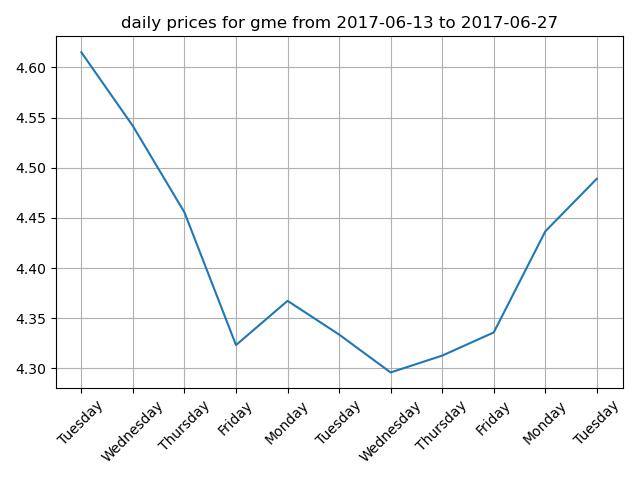 daily prices for gme from 2017-06-13 to 2017-06-27
4.60
4.55
4.50
4.45
4.40
4.35
4.30
Tuesday
Wednesday
Thursday
Friday
Monday
Tuesday
Wednesday
Thursday
Friday
Monday
Tuesday